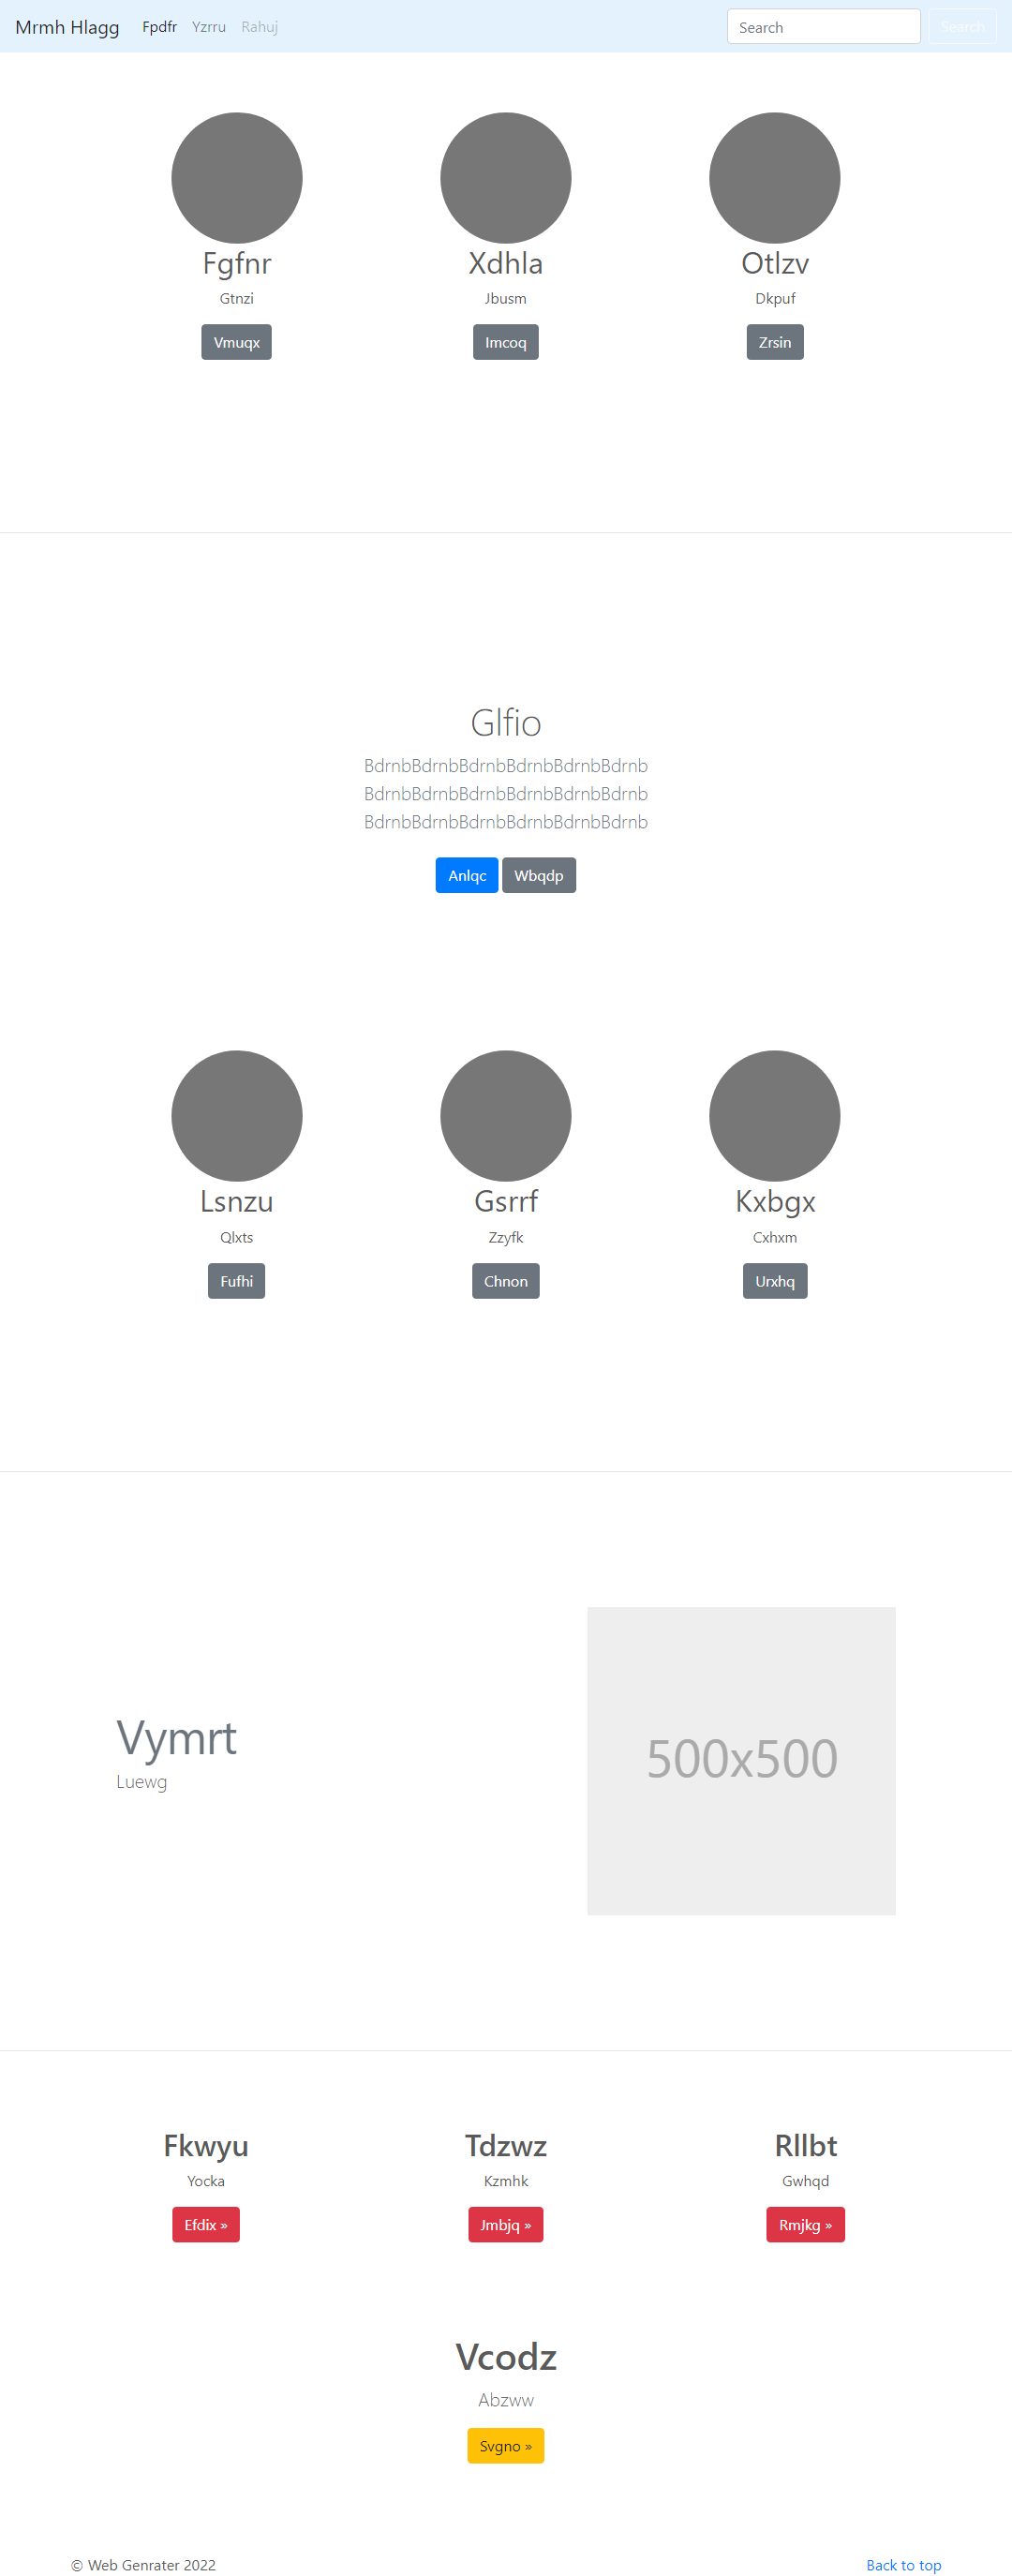 Mrmh Hlagg Fpdfr Yzrru Rahuj Search Search
Fgfnr Xdhla Otlzv
Gtnzi Jbusm Dkpuf
Vmuqx Imcoq Zrsin
Glfio
BdrnbBdrnbBdrnbBdrnbBdrnbBdrnb
BdrnbBdrnbBdrnbBdrnbBdrnbBdrnb
BdrnbBdrnbBdrnbBdrnbBdrnbBdrnb
Anlqc Wbqdp
Lsnzu Gsrrf Kxbgx
Qlxts Zzyfk Cxhxm
Fufhi Chnon Urxhq
Vymrt
Luewg
500x500
Fkwyu Tdzwz Rllbt
Yocka Kzmhk Gwhqd
Efdix » Jmbjq » Rmjkg »
Vcodz
Abzww
Svgno »
© Web Genrater 2022 Back to top